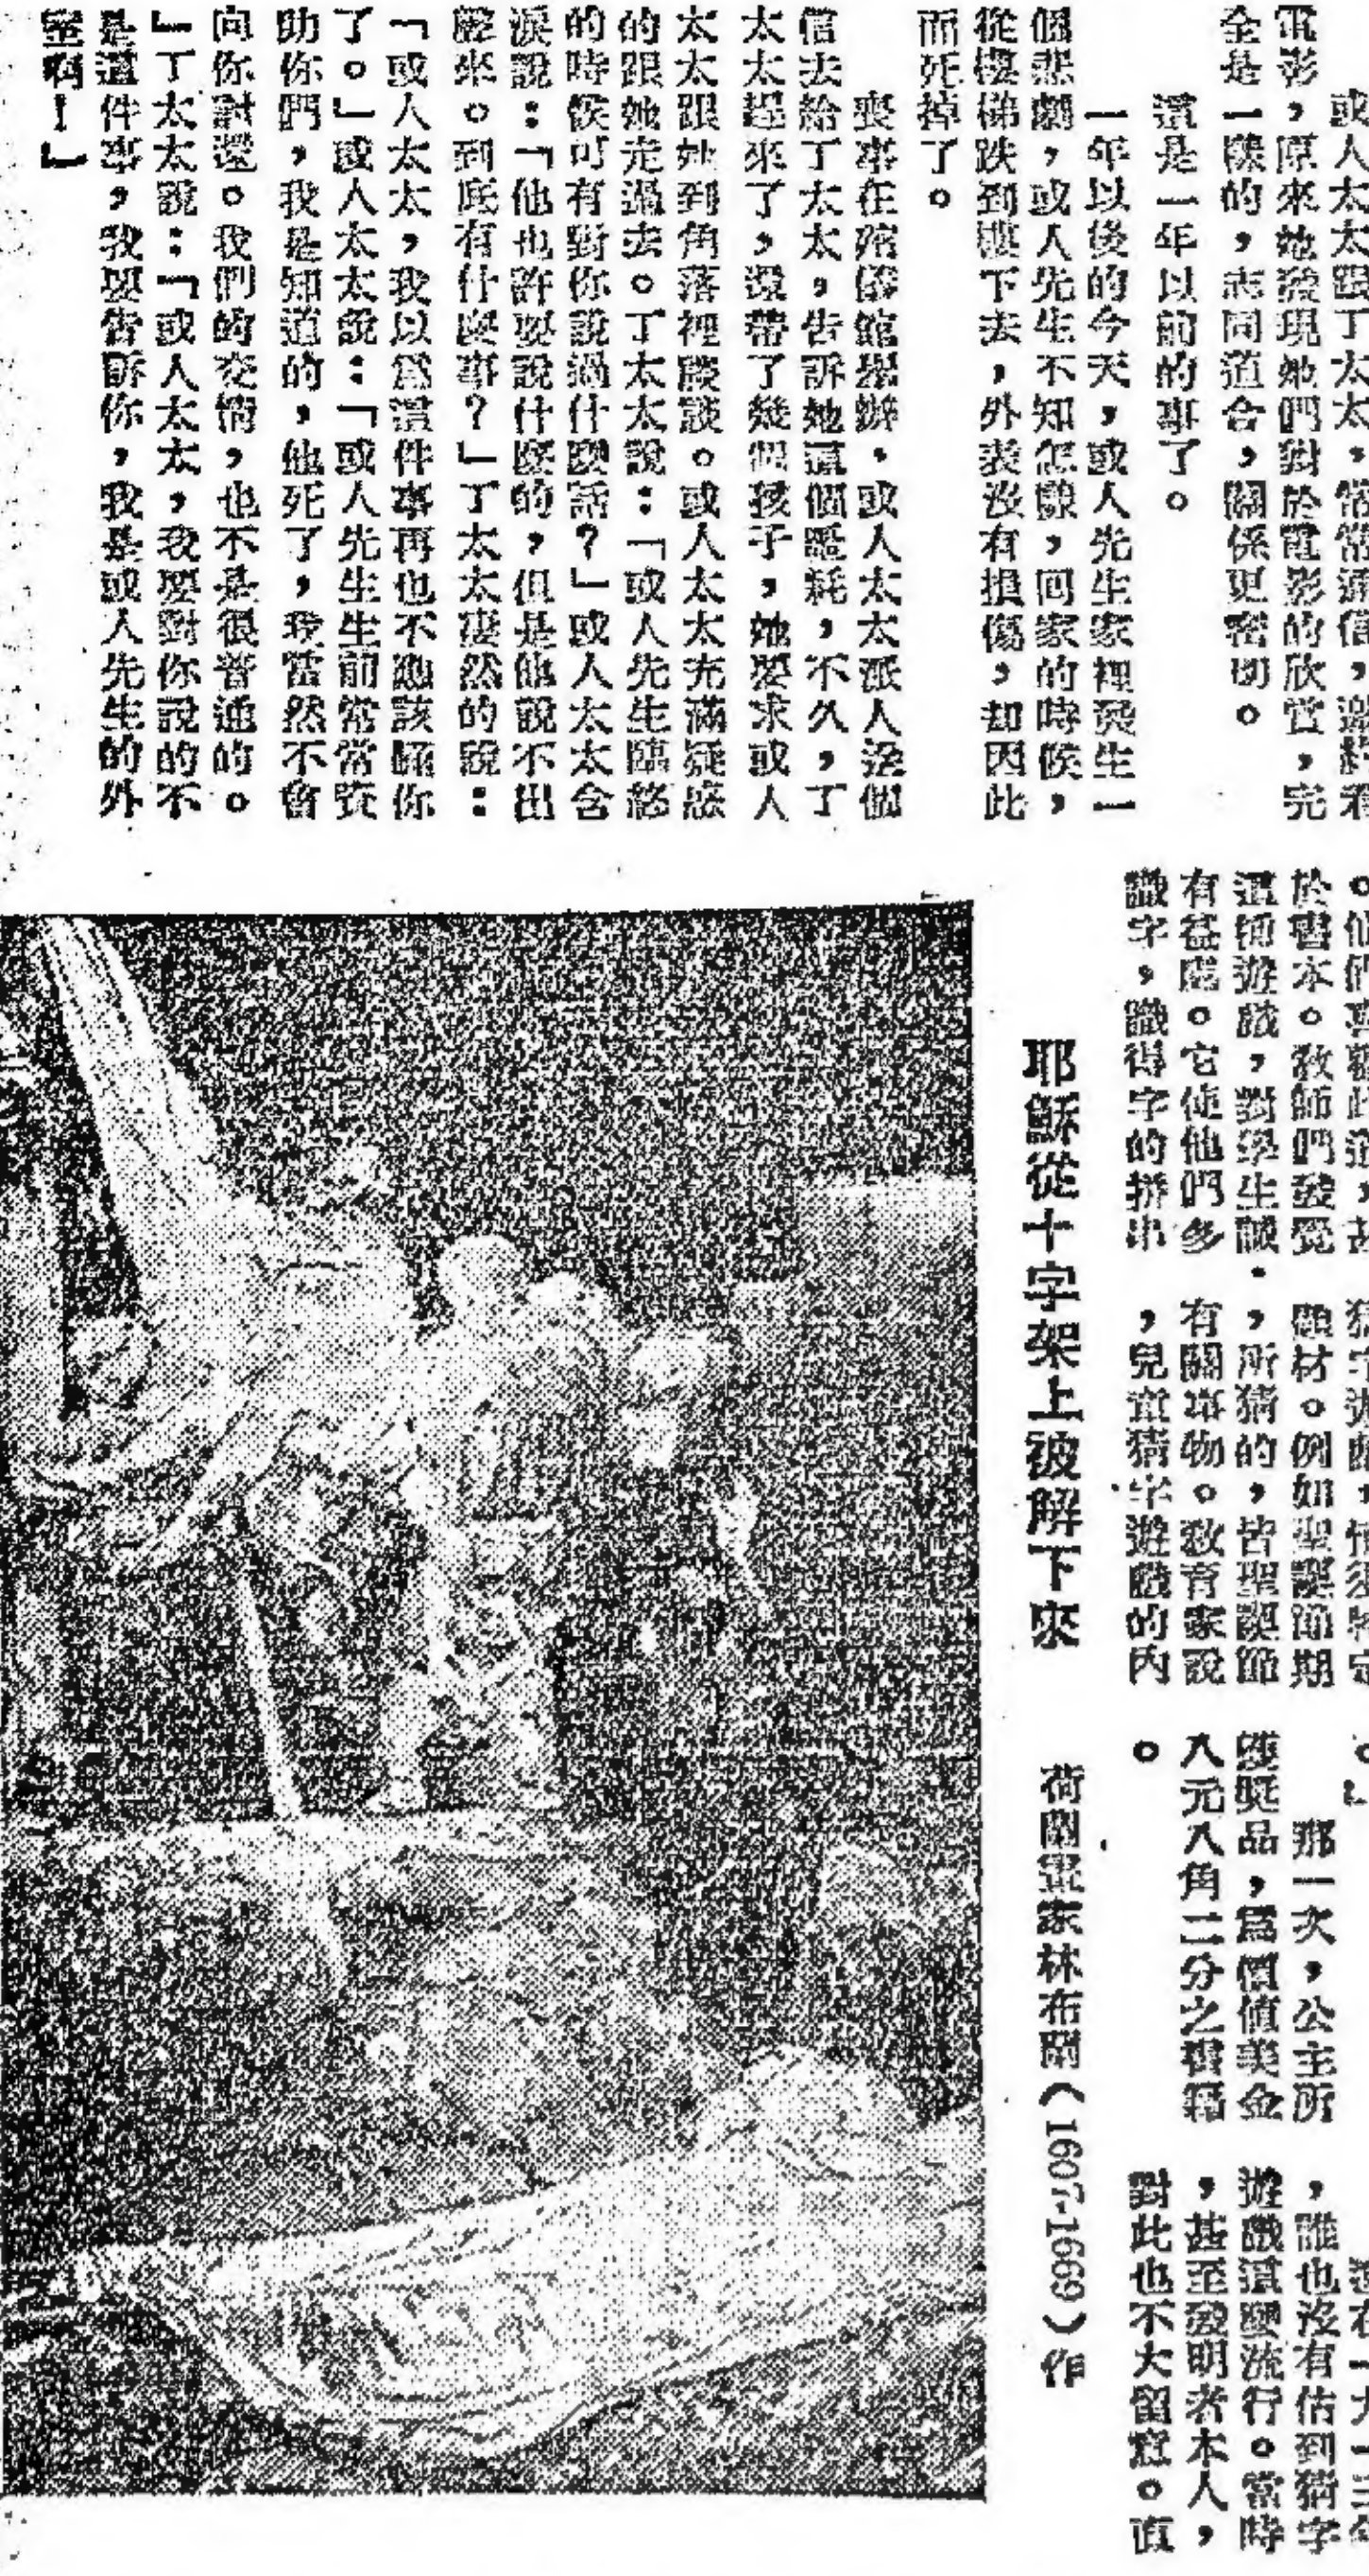 或人太太跟丁太太，常常通信，邀約看
電影，原來她發現她們對於電影的欣賞，完
全是一樣的，志同道合，關係更密切。
這是一年以前的事了。
一年以後的今天，或人先生家裡發生一
個悲劇，或人先生不知怎樣，回家的時候，
從樓梯跌到樓下去，外表沒有損傷，却因此
而死掉了。
喪事在殯儀館舉辦，或人太太派人送個
信去給丁太太，告訴她這個噩耗，不久，丁
太太趕來了，還帶了幾個孩子，她要求或人
太太跟她到角落裡談談。或人太太充滿疑惑
的跟她走過去。丁太太說：「或人先生臨終
的時侯可有對你說過什麼話？」或人太太含
淚說：「他也許要說什麼的，但是他說不出
聲來。到底有什麼事？」丁太太凄然的說：
「或人太太，我以爲這件事再也不應該瞞你
了。」或人太太說：「或人先生生前常常資
助你們，我是知道的，他死了，我當然不會
向你討還。我們的交情，也不是很普通的。
」丁太太說：「或人太太，我要對你說的不
是這件事，我要告訴你，我是或人先生的外
室啊！」
於書本。教師們發覺
這種遊戲，對學生誠
有益處。它使他們多
識字，識得字的拼串
題材。例如聖誕節期
，所猜的，皆聖誕節
有關事物。教育家說
，兒童猜字遊戲的內
那一次，公主所
獲奬品，爲價值美金
八元八角二分之書籍
。
，誰也沒有估到猜字
遊戲這麼流行。當時
，甚至發明者本人，
對此也不大留意。直
耶穌從十字架上被解下來
荷蘭畫家林布蘭（1607-1669）作